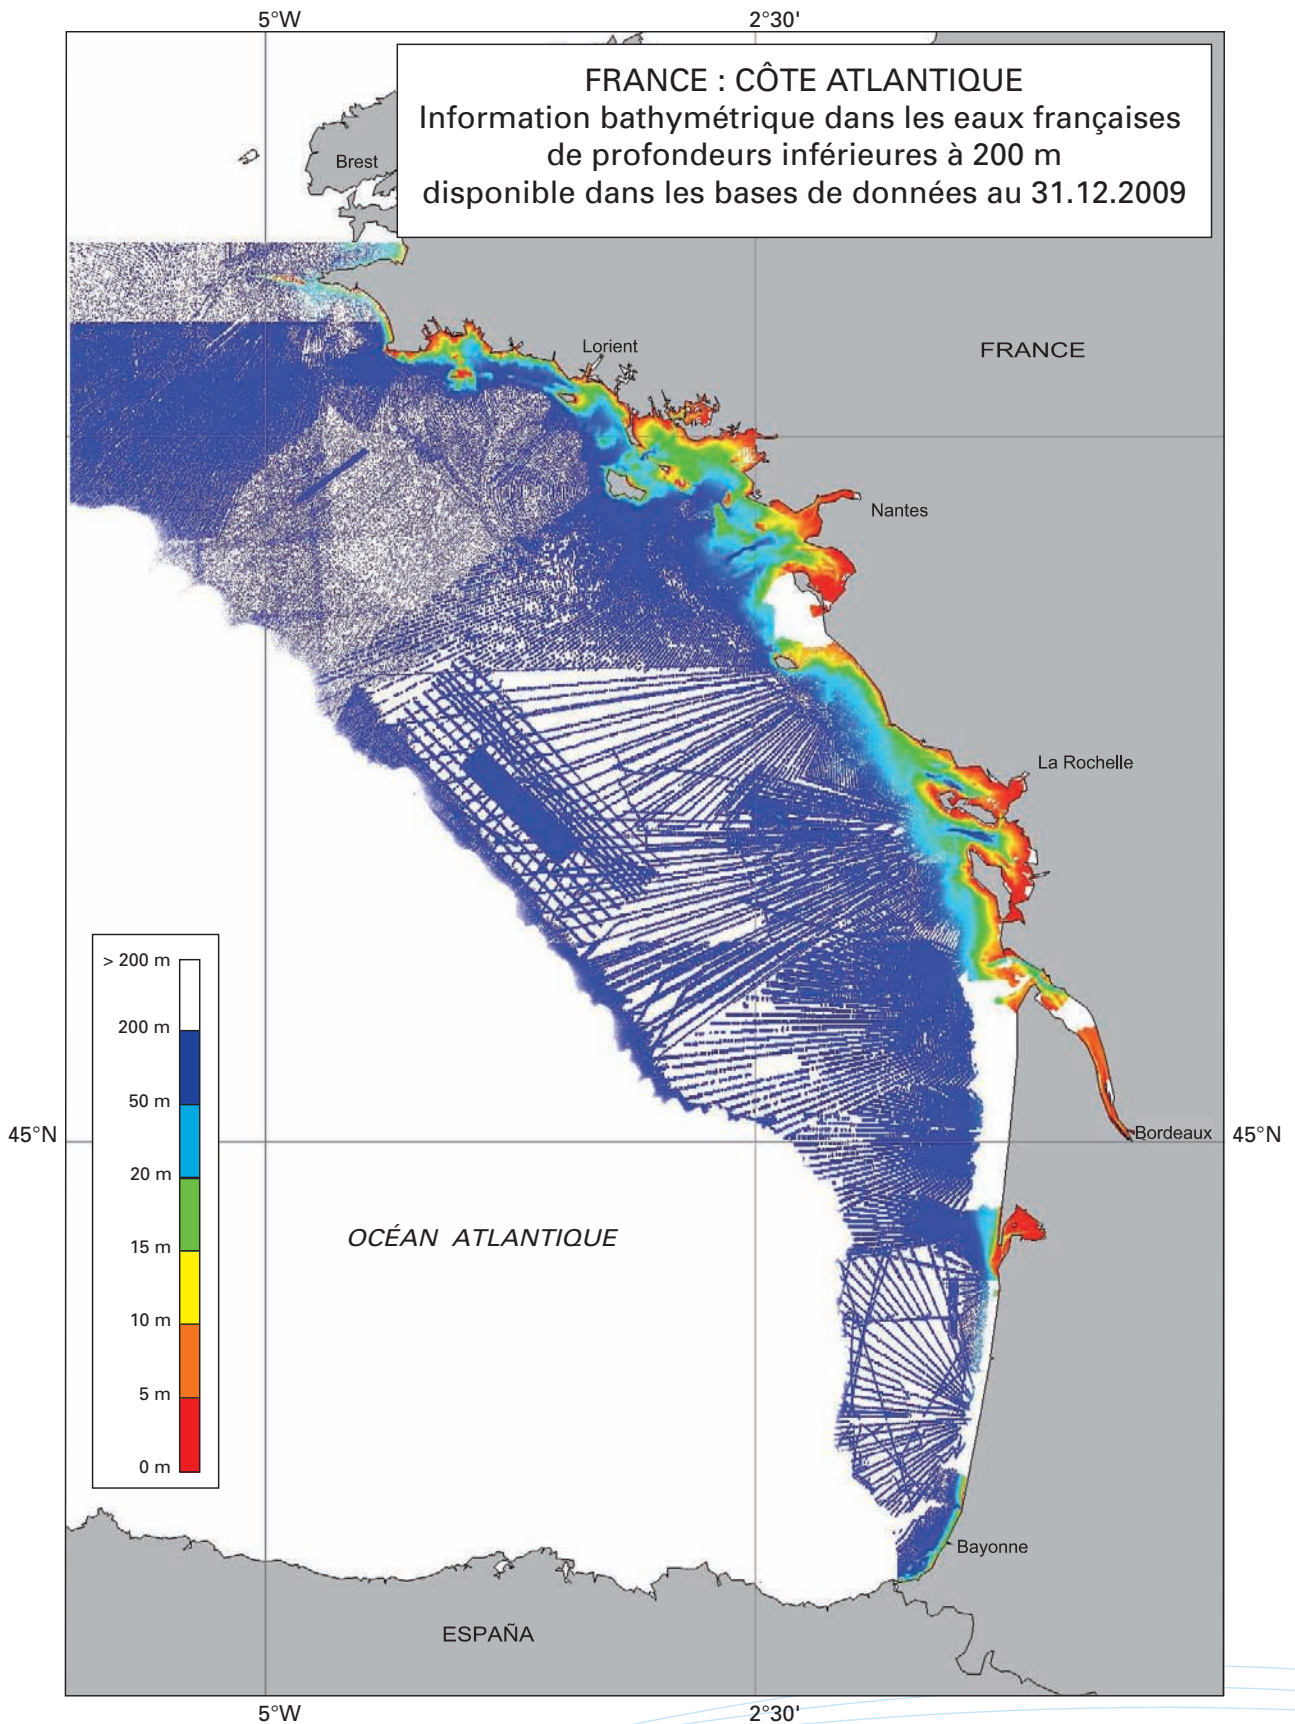 5°W
2°30'
FRANCE : CÔTE ATLANTIQUE
Information bathymétrique dans les eaux françaises
de profondeurs inférieures à 200 m
disponible dans les bases de données au 31.12.2009
Brest
Lorient
FRANCE
Nantes
La Rochelle
> 200 m
200 m
50 m
20 m
15 m
10 m
5 m
0 m
45°N
Bordeaux
45°N
OCÉAN ATLANTIQUE
Bayonne
ESPAÑA
5°W
2°30'